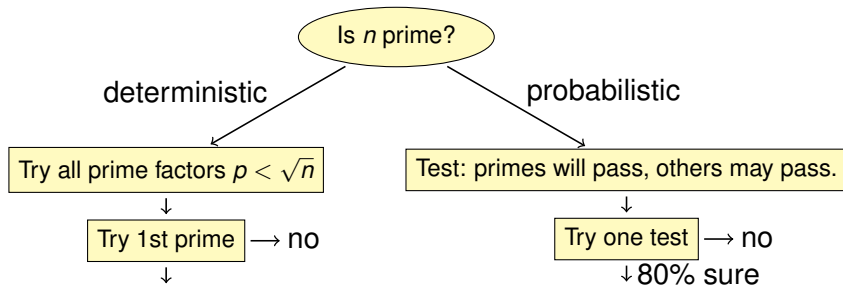 Is n prime?
deterministic
probabilistic
Try all prime factors p < √n
Test: primes will pass, others may pass.
Try 1st prime → no
Try one test → no
80% sure